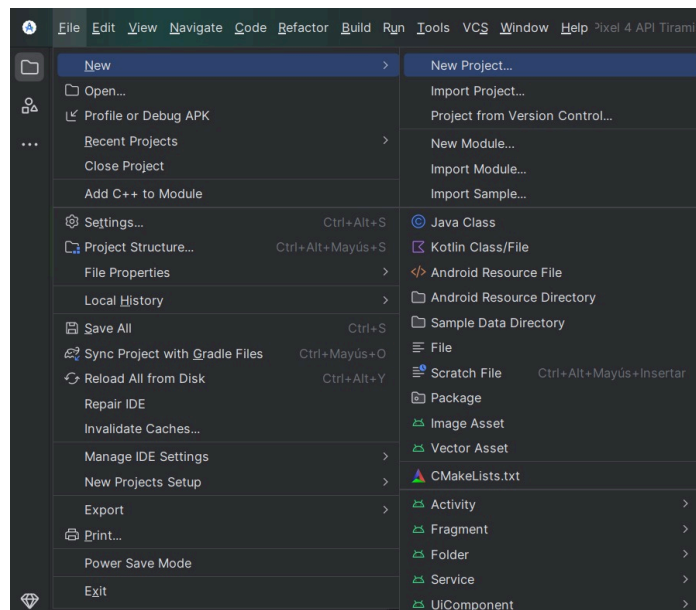 File Edit View Navigate Code Refactor Build Run Tools VCS Window Help Pixel 4 API Tirami
New
Open...
Profile or Debug APK
Recent Projects
Close Project
Add C++ to Module
Settings... Ctrl+Alt+S
Project Structure... Ctrl+Alt+Mayús+S
File Properties
Local History
Save All Ctrl+S
Sync Project with Gradle Files Ctrl+Mayús+O
Reload All from Disk Ctrl+Alt+Y
Repair IDE
Invalidate Caches...
Manage IDE Settings
New Projects Setup
Export
Print...
Power Save Mode
Exit
New Project...
Import Project...
Project from Version Control...
New Module...
Import Module...
Import Sample...
Java Class
Kotlin Class/File
Android Resource File
Android Resource Directory
Sample Data Directory
File
Scratch File Ctrl+Alt+Mayús+Insertar
Package
Image Asset
Vector Asset
CMakeLists.txt
Activity
Fragment
Folder
Service
UiComponent